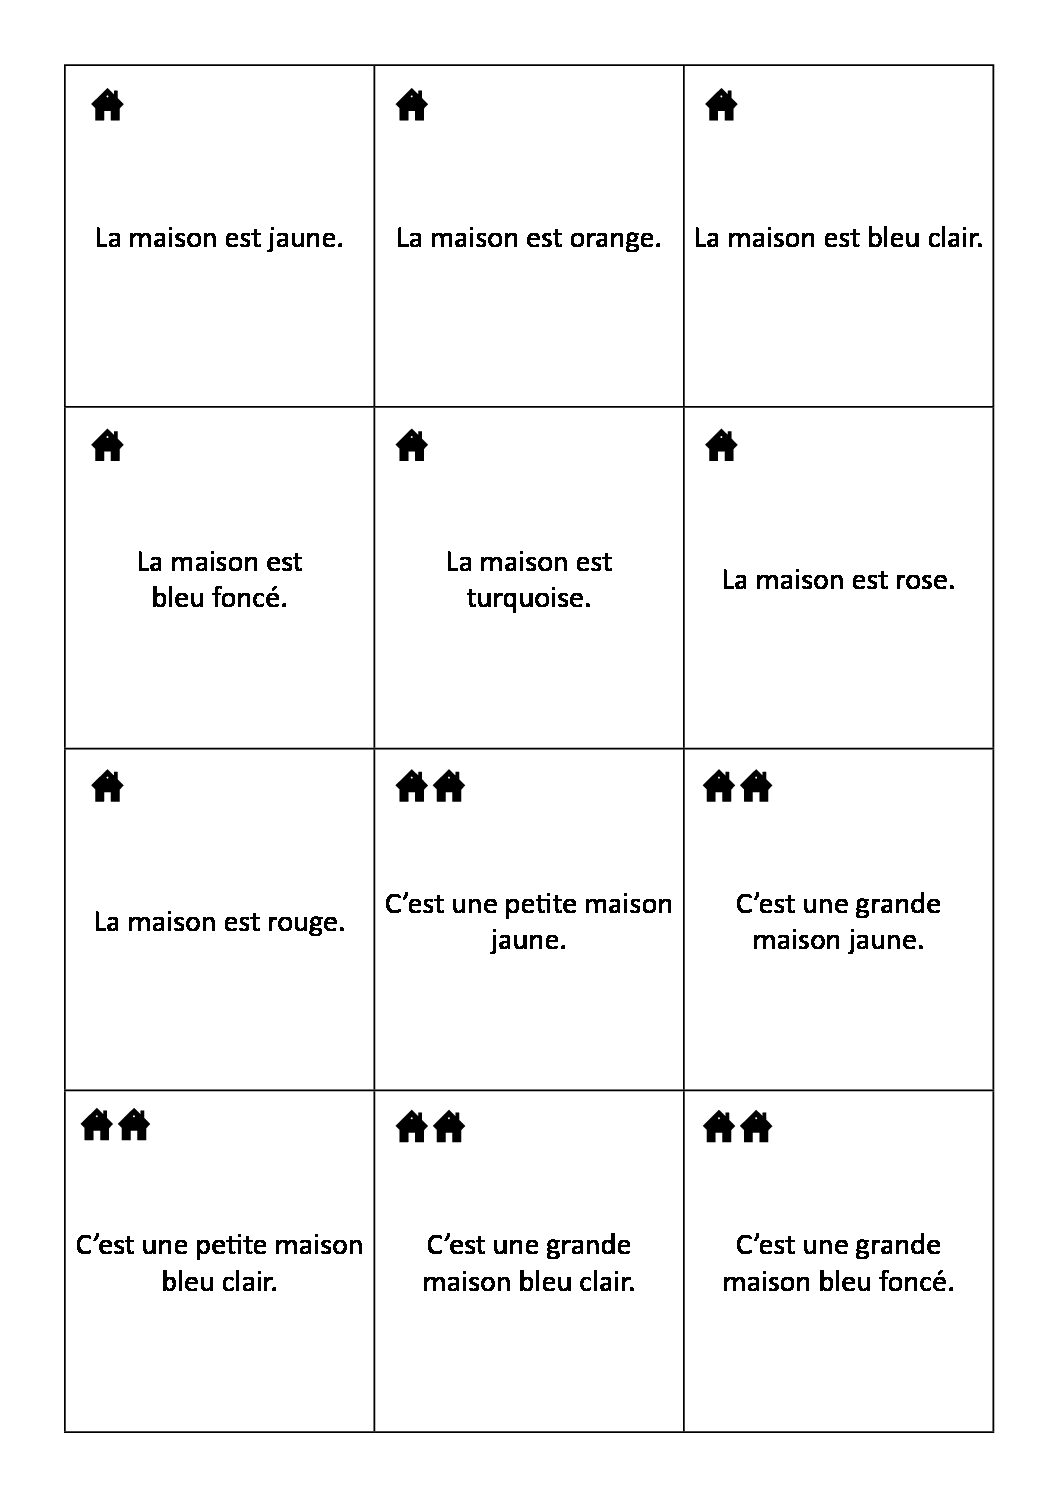 La maison est jaune.
La maison est orange.
La maison est bleu clair.
La maison est
bleu foncé.
La maison est
turquoise.
La maison est rose.
La maison est rouge.
C’est une petite maison
jaune.
C’est une grande
maison jaune.
C’est une petite maison
bleu clair.
C’est une grande
maison bleu clair.
C’est une grande
maison bleu foncé.